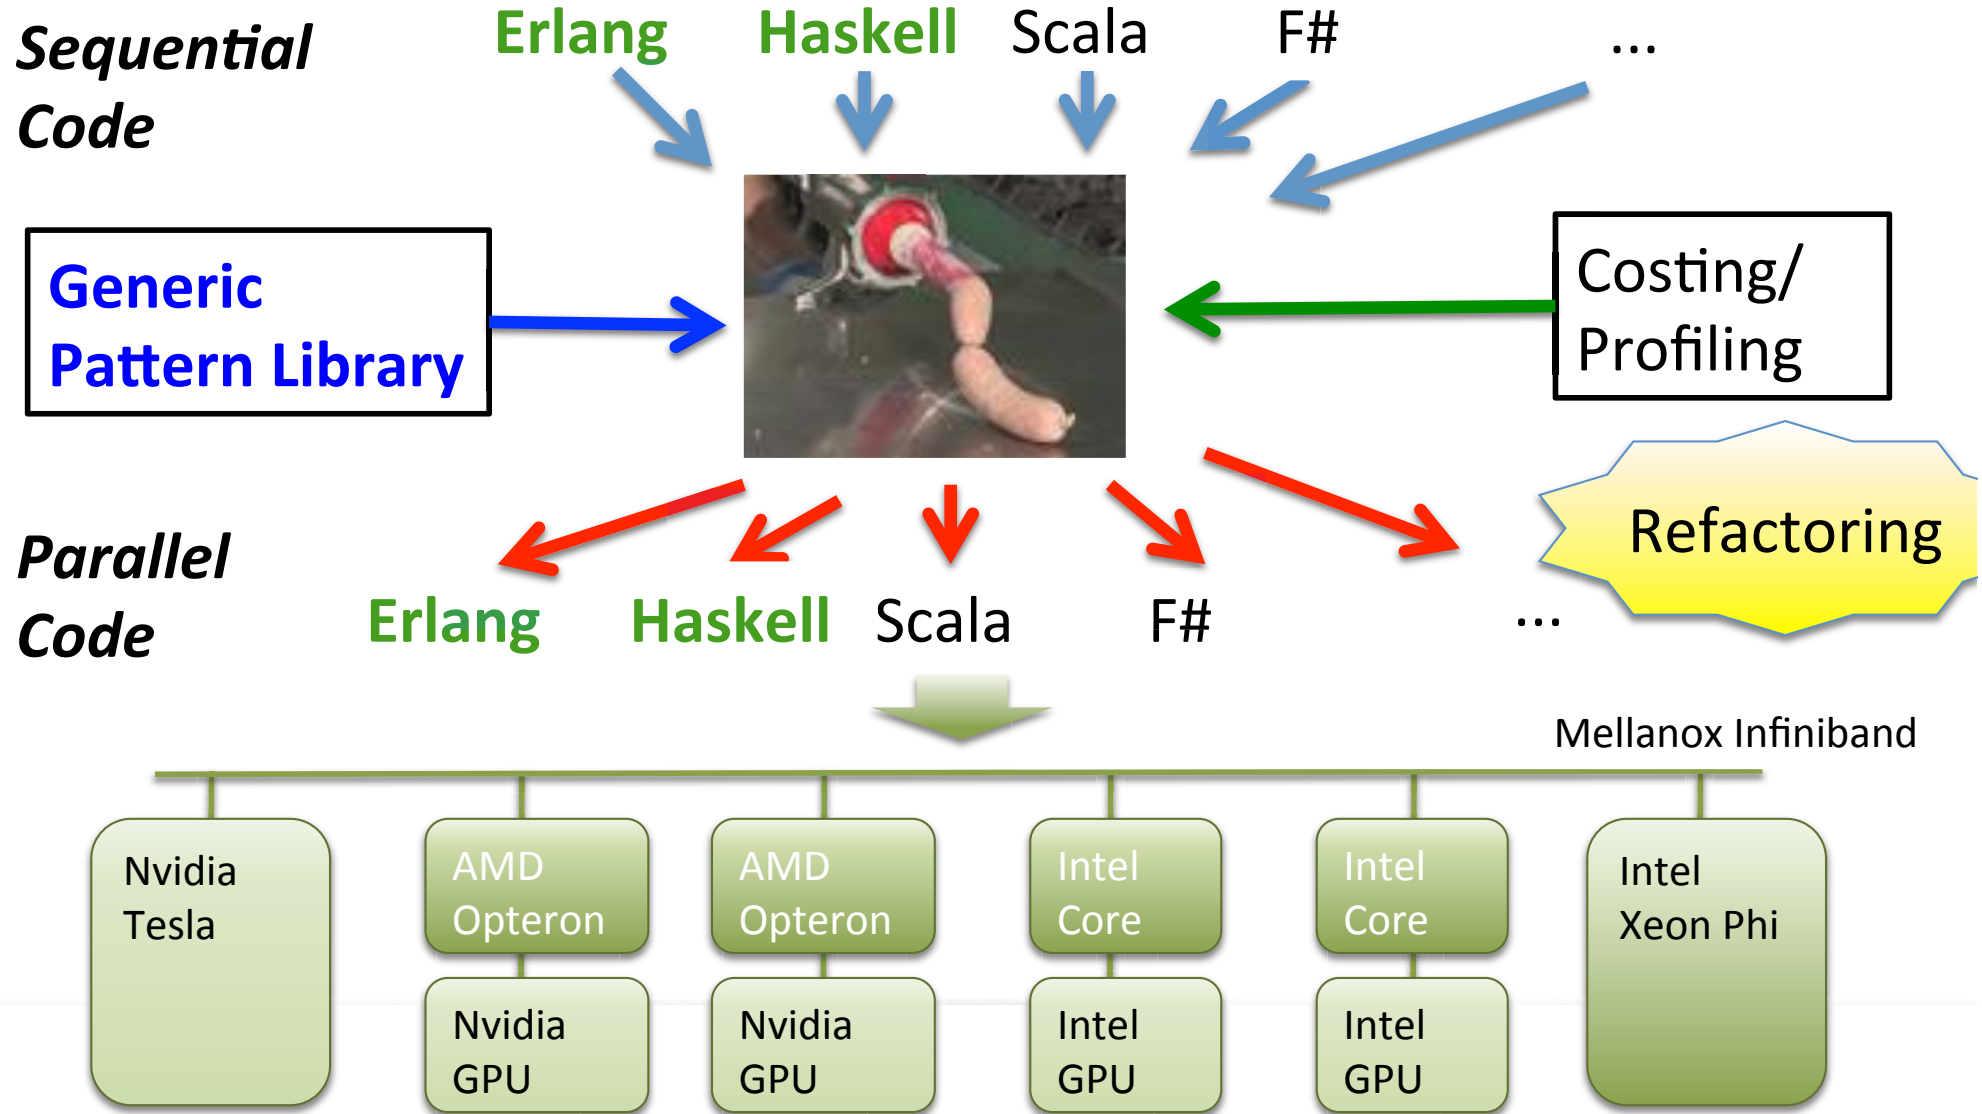 Sequential
Code
Erlang Haskell Scala F# ...
Generic
Pattern Library
Costing/
Profiling
Refactoring
Parallel
Code
Erlang Haskell Scala F# ...
Mellanox Infiniband
Nvidia
Tesla
AMD
Opteron
AMD
Opteron
Intel
Core
Intel
Core
Intel
Xeon Phi
Nvidia
GPU
Nvidia
GPU
Intel
GPU
Intel
GPU